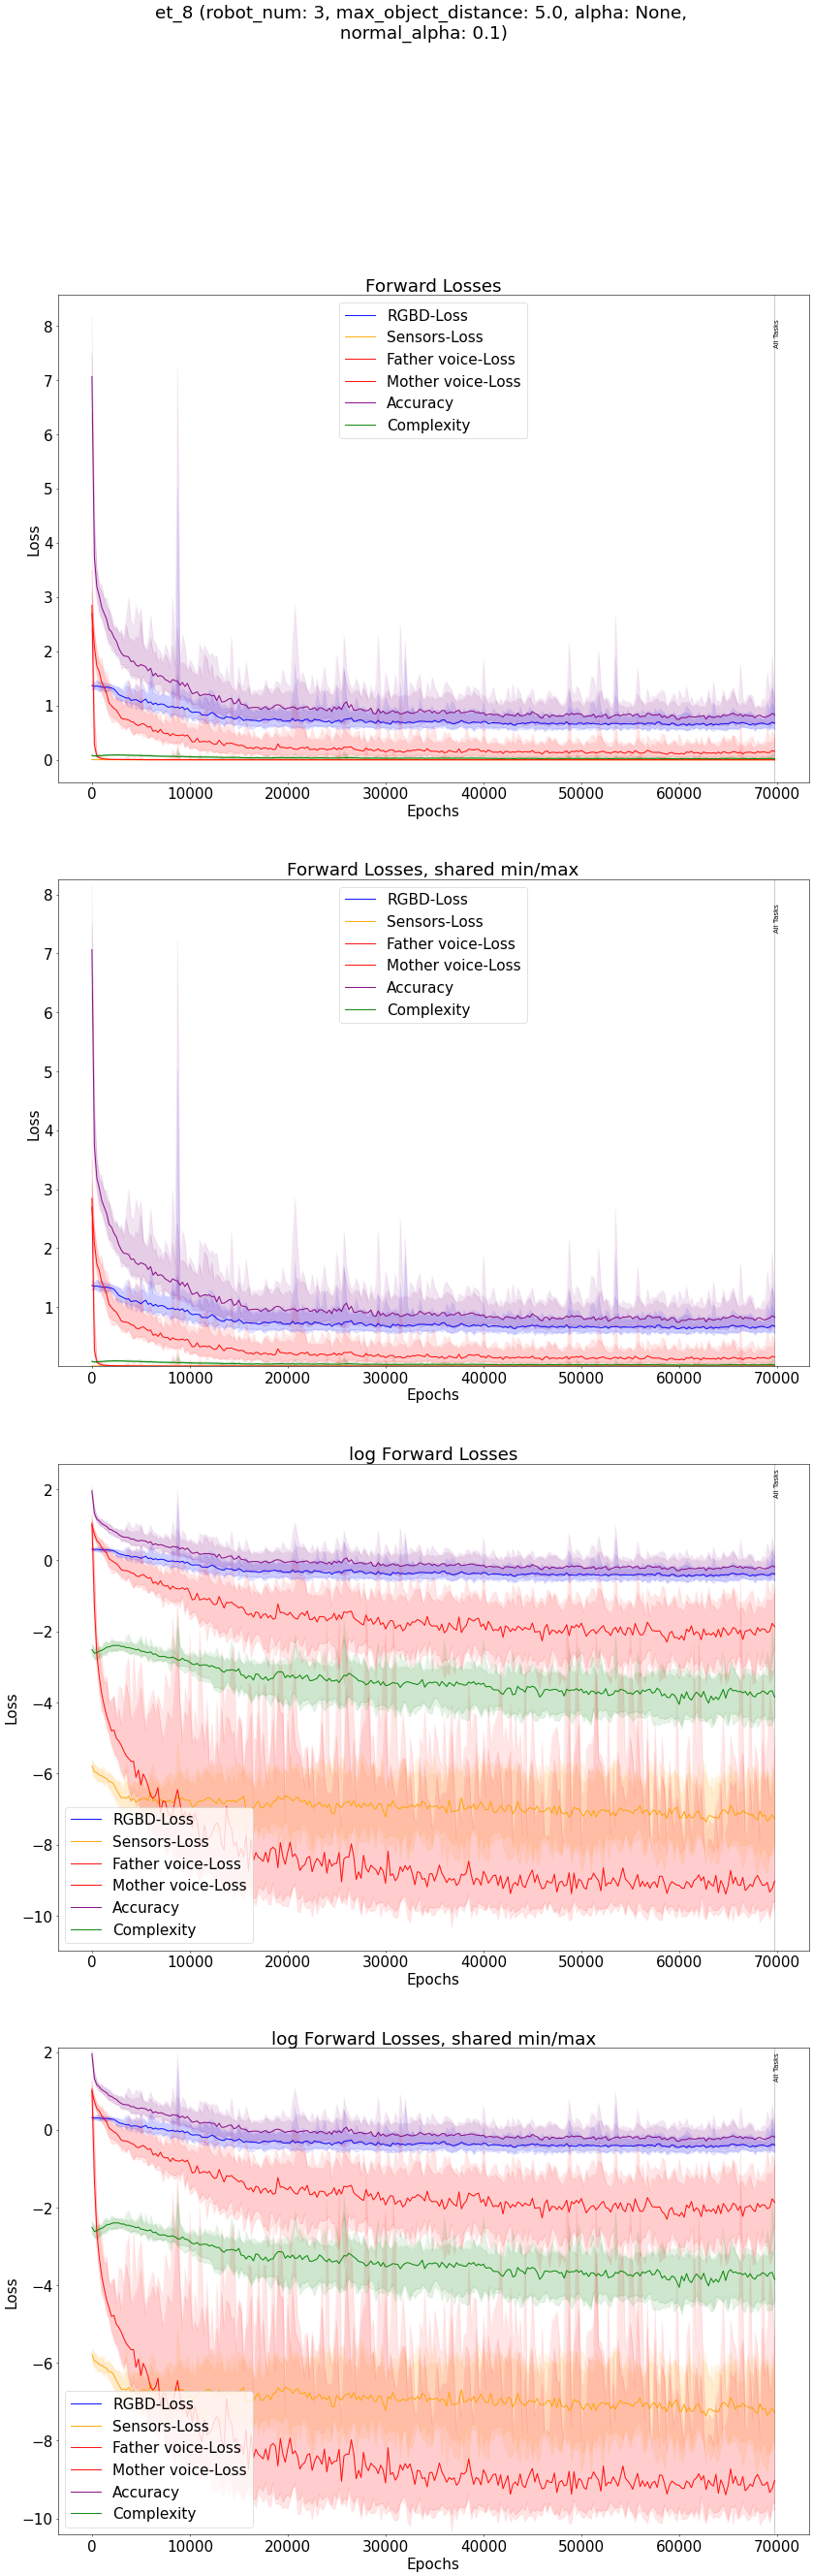 et_8 (robot_num: 3, max_object_distance: 5.0, alpha: None,
normal_alpha: 0.1)
Forward Losses
RGBD-Loss
Sensors-Loss
Father voice-Loss
Mother voice-Loss
Accuracy
Complexity
All Tasks
8
7
6
5
4
3
2
1
0
Loss
0 10000 20000 30000 40000 50000 60000 70000
Epochs
Forward Losses, shared min/max
RGBD-Loss
Sensors-Loss
Father voice-Loss
Mother voice-Loss
Accuracy
Complexity
All Tasks
8
7
6
5
4
3
2
1
Loss
0 10000 20000 30000 40000 50000 60000 70000
Epochs
log Forward Losses
All Tasks
2
0
−2
−4
−6
−8
−10
Loss
RGBD-Loss
Sensors-Loss
Father voice-Loss
Mother voice-Loss
Accuracy
Complexity
0 10000 20000 30000 40000 50000 60000 70000
Epochs
log Forward Losses, shared min/max
All Tasks
2
0
−2
−4
−6
−8
−10
Loss
RGBD-Loss
Sensors-Loss
Father voice-Loss
Mother voice-Loss
Accuracy
Complexity
0 10000 20000 30000 40000 50000 60000 70000
Epochs